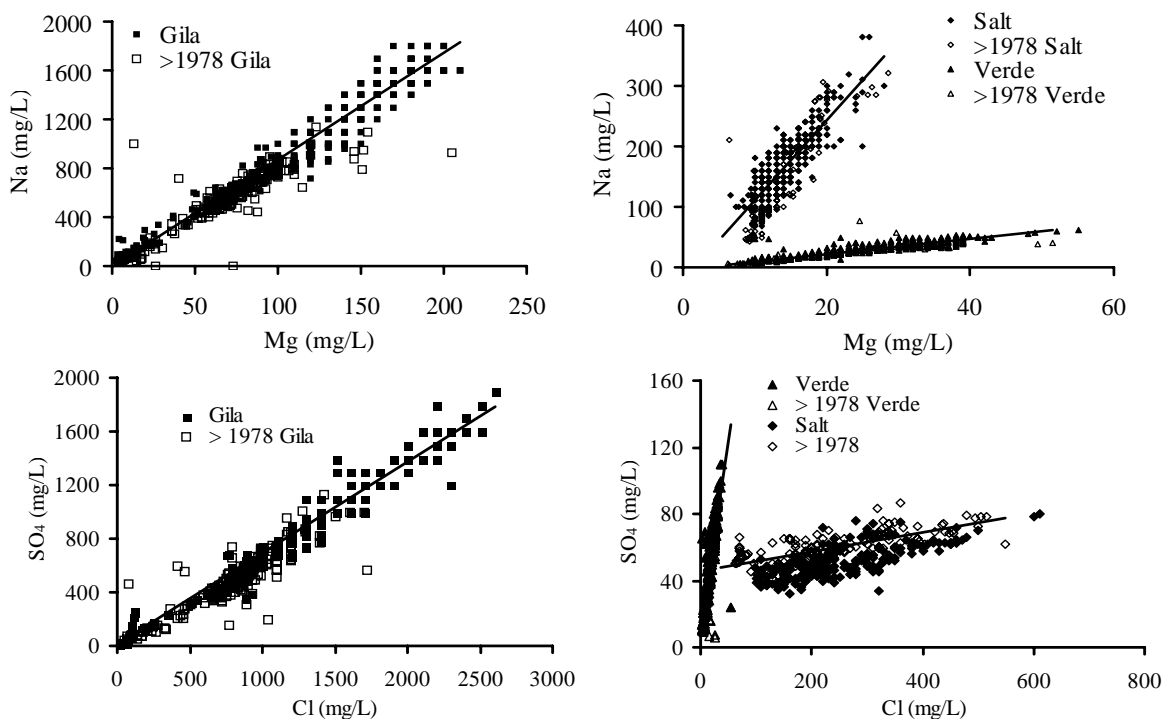 2000
1600
1200
800
400
0
Na (mg/L)
Gila
>1978 Gila
0 50 100 150 200 250
Mg (mg/L)
400
300
200
100
0
Na (mg/L)
Salt
>1978 Salt
Verde
>1978 Verde
0 20 40 60
Mg (mg/L)
2000
1600
1200
800
400
0
SO4 (mg/L)
Gila
> 1978 Gila
0 500 1000 1500 2000 2500 3000
Cl (mg/L)
160
120
80
40
0
SO4 (mg/L)
Verde
> 1978 Verde
Salt
> 1978
0 200 400 600 800
Cl (mg/L)